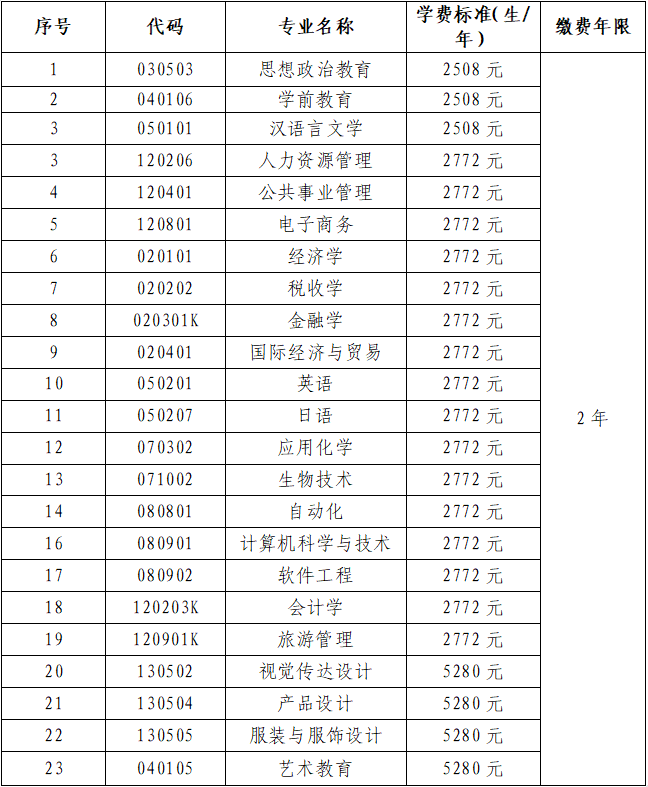 序号 代码 专业名称 学费标准(生/年) 缴费年限
1 030503 思想政治教育 2508 元
2 040106 学前教育 2508 元
3 050101 汉语言文学 2508 元
3 120206 人力资源管理 2772 元
4 120401 公共事业管理 2772 元
5 120801 电子商务 2772 元
6 020101 经济学 2772 元
7 020202 税收学 2772 元
8 020301K 金融学 2772 元
9 020401 国际经济与贸易 2772 元
10 050201 英语 2772 元
11 050207 日语 2772 元 2 年
12 070302 应用化学 2772 元
13 071002 生物技术 2772 元
14 080801 自动化 2772 元
16 080901 计算机科学与技术 2772 元
17 080902 软件工程 2772 元
18 120203K 会计学 2772 元
19 120901K 旅游管理 2772 元
20 130502 视觉传达设计 5280 元
21 130504 产品设计 5280 元
22 130505 服装与服饰设计 5280 元
23 040105 艺术教育 5280 元